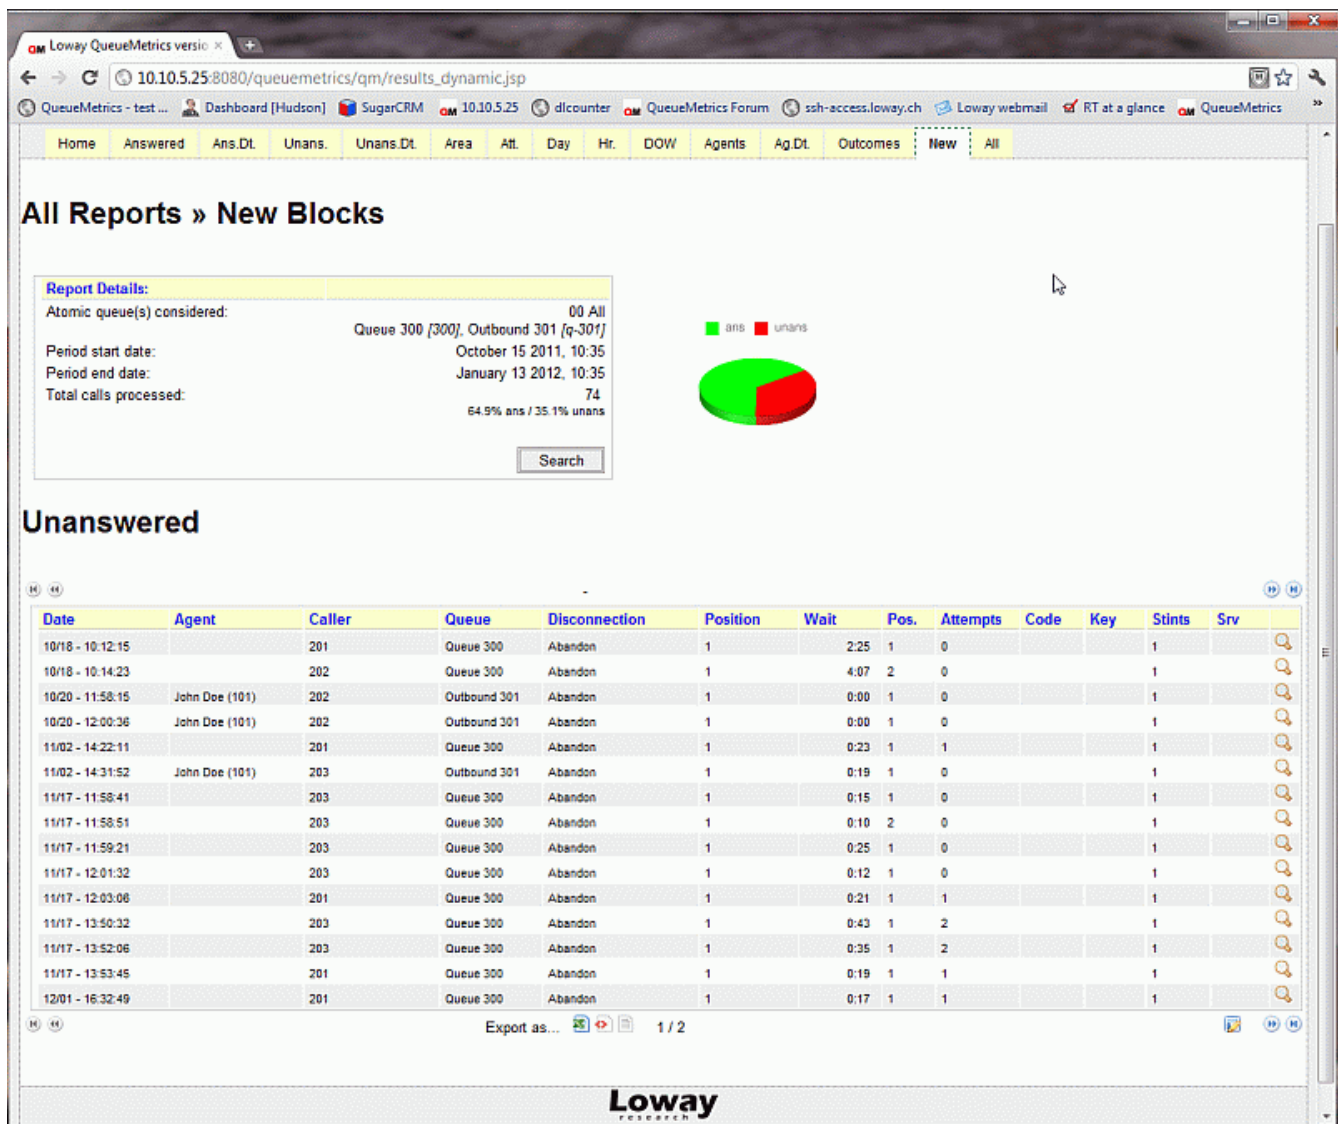 QM Loway QueueMetrics versio
10.10.5.25:8080/queuemetrics/qm/results_dynamic.jsp
QueueMetrics - test ... Dashboard [Hudson] SugarCRM QM 10.10.5.25 dlcounter QM QueueMetrics Forum ssh-access.loway.ch Loway webmail RT at a glance QM QueueMetrics »
Home Answered Ans.Dt. Unans. Unans.Dt. Area Att. Day Hr. DOW Agents Ag.Dt. Outcomes New All
All Reports » New Blocks
Report Details:
Atomic queue(s) considered: 00 All
Queue 300 [300], Outbound 301 [q-301]
Period start date: October 15 2011, 10:35
Period end date: January 13 2012, 10:35
Total calls processed: 74
64.9% ans / 35.1% unans
Search
ans unans
Unanswered
-
Date Agent Caller Queue Disconnection Position Wait Pos. Attempts Code Key Stints Srv
10/18 - 10:12:15 201 Queue 300 Abandon 1 2:25 1 0 1
10/18 - 10:14:23 202 Queue 300 Abandon 1 4:07 2 0 1
10/20 - 11:58:15 John Doe (101) 202 Outbound 301 Abandon 1 0:00 1 0 1
10/20 - 12:00:36 John Doe (101) 202 Outbound 301 Abandon 1 0:00 1 0 1
11/02 - 14:22:11 201 Queue 300 Abandon 1 0:23 1 1 1
11/02 - 14:31:52 John Doe (101) 203 Outbound 301 Abandon 1 0:19 1 0 1
11/17 - 11:58:41 203 Queue 300 Abandon 1 0:15 1 0 1
11/17 - 11:58:51 203 Queue 300 Abandon 1 0:10 2 0 1
11/17 - 11:59:21 203 Queue 300 Abandon 1 0:25 1 0 1
11/17 - 12:01:32 203 Queue 300 Abandon 1 0:12 1 0 1
11/17 - 12:03:06 201 Queue 300 Abandon 1 0:21 1 1 1
11/17 - 13:50:32 203 Queue 300 Abandon 1 0:43 1 2 1
11/17 - 13:52:06 203 Queue 300 Abandon 1 0:35 1 2 1
11/17 - 13:53:45 201 Queue 300 Abandon 1 0:19 1 1 1
12/01 - 16:32:49 201 Queue 300 Abandon 1 0:17 1 1 1
Export as... 1 / 2
Loway
research